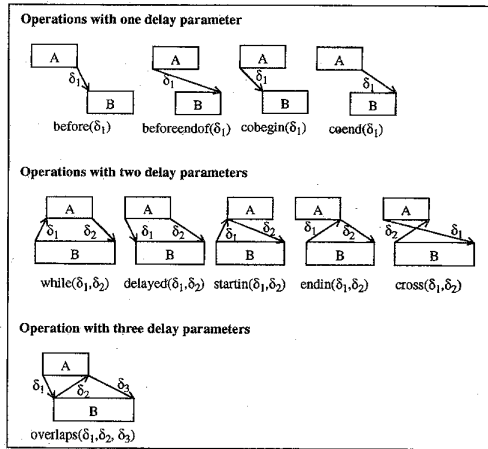 Operations with one delay parameter
A A A A
δ1 δ1 δ1 δ1
B B B B
before(δ1) beforeendof(δ1) cobegin(δ1) coend(δ1)
Operations with two delay parameters
A A A A A
δ1 δ2 δ1 δ2 δ1 δ2 δ1 δ2 δ2 δ1
B B B B B
while(δ1,δ2) delayed(δ1,δ2) startin(δ1,δ2) endin(δ1,δ2) cross(δ1,δ2)
Operation with three delay parameters
A
δ1 δ2 δ3
B
overlaps(δ1,δ2, δ3)